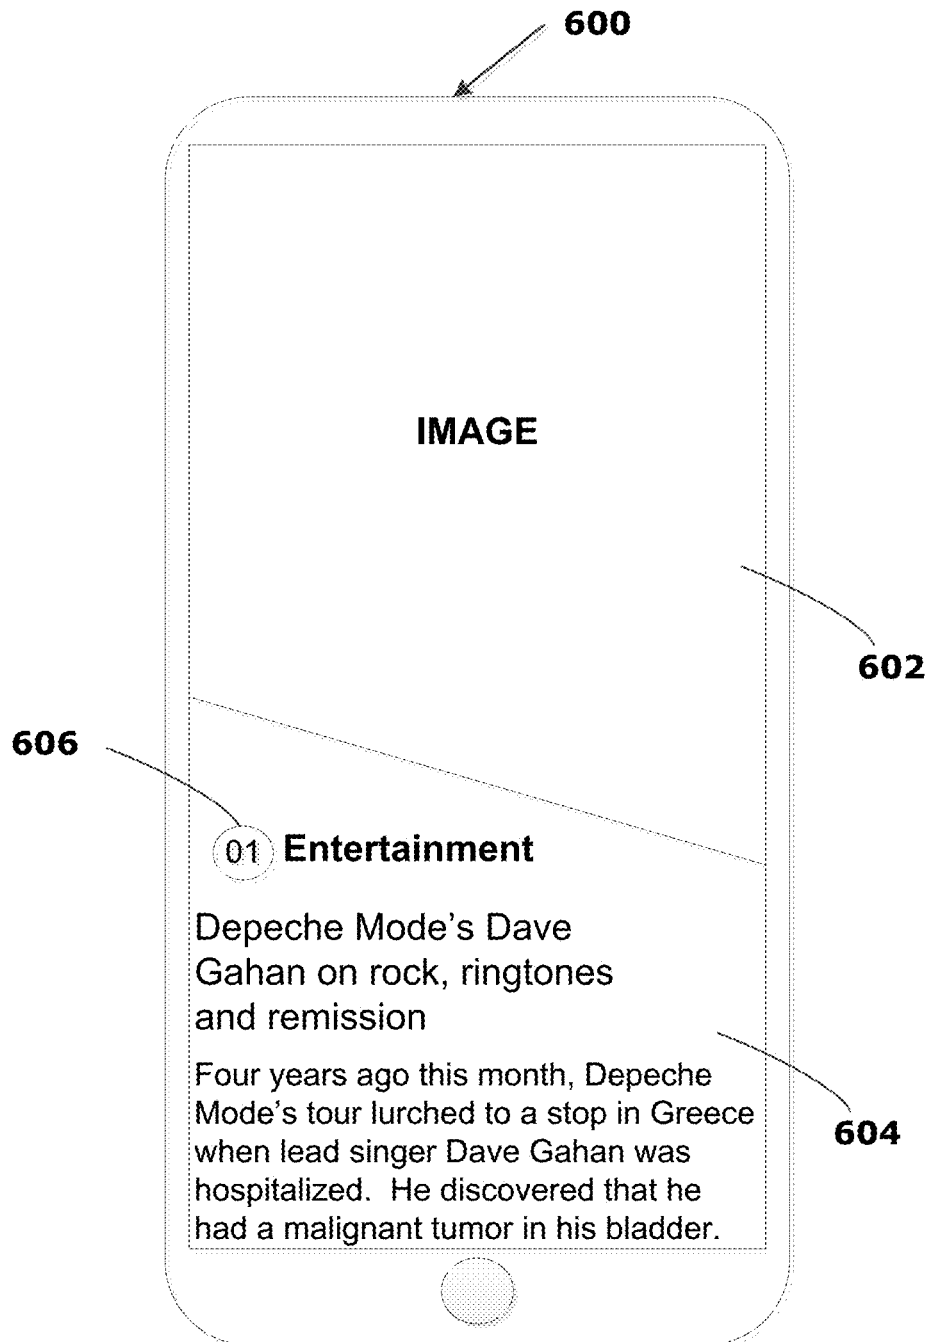 600
IMAGE
602
606
01 Entertainment
Depeche Mode's Dave
Gahan on rock, ringtones
and remission
Four years ago this month, Depeche
Mode's tour lurched to a stop in Greece
when lead singer Dave Gahan was
hospitalized.  He discovered that he
had a malignant tumor in his bladder.
604